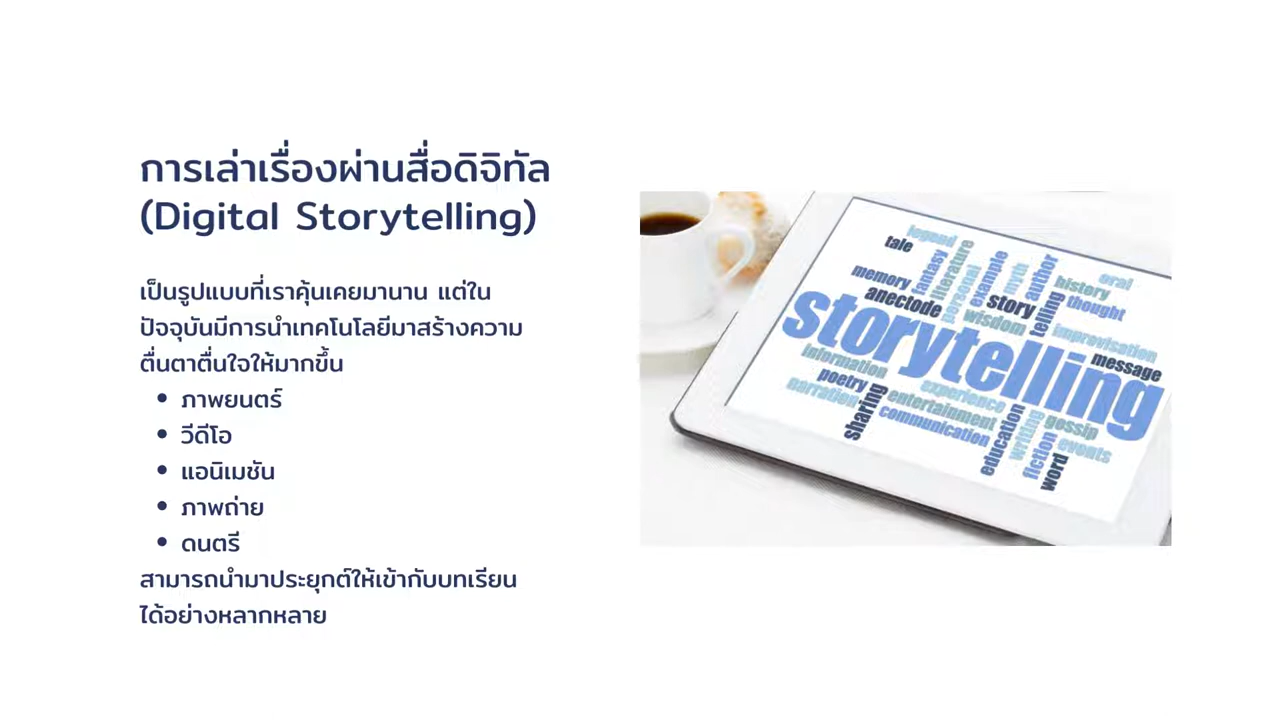 การเล่าเรื่องผ่านสื่อดิจิทัล
(Digital Storytelling)
เป็นรูปแบบที่เราคุ้นเคยมานาน แต่ใน
ปัจจุบันมีการนำเทคโนโลยีมาสร้างความ
ตื่นตาตื่นใจให้มากขึ้น
• ภาพยนตร์
• วีดีโอ
• แอนิเมชัน
• ภาพถ่าย
• ดนตรี
สามารถนำมาประยุกต์ให้เข้ากับบทเรียน
ได้อย่างหลากหลาย
legend
tale
fantasy
literature
personal
example
myth
author
oral
memory
history
anectode
story
telling
thought
wisdom
storytelling
improvisation
information
message
poetry
experience
narration
sharing
entertainment
communication
education
writing
gossip
fiction
events
word